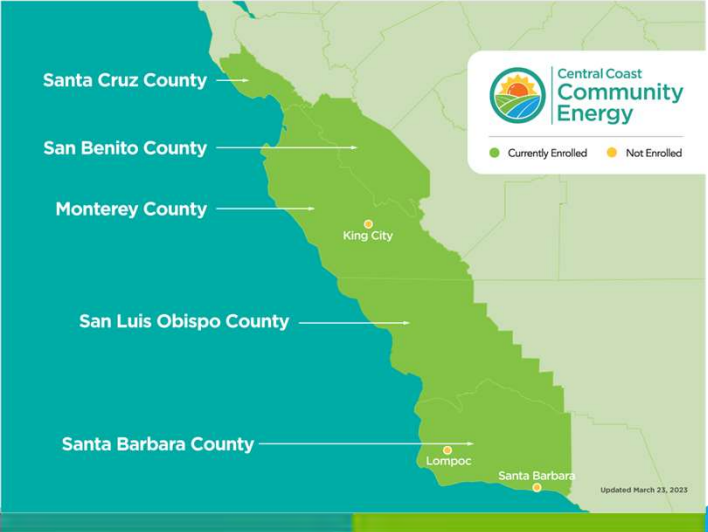 Santa Cruz County
San Benito County
Monterey County
San Luis Obispo County
Santa Barbara County
King City
Lompoc
Santa Barbara
Central Coast
Community
Energy
Currently Enrolled
Not Enrolled
Updated March 23, 2023